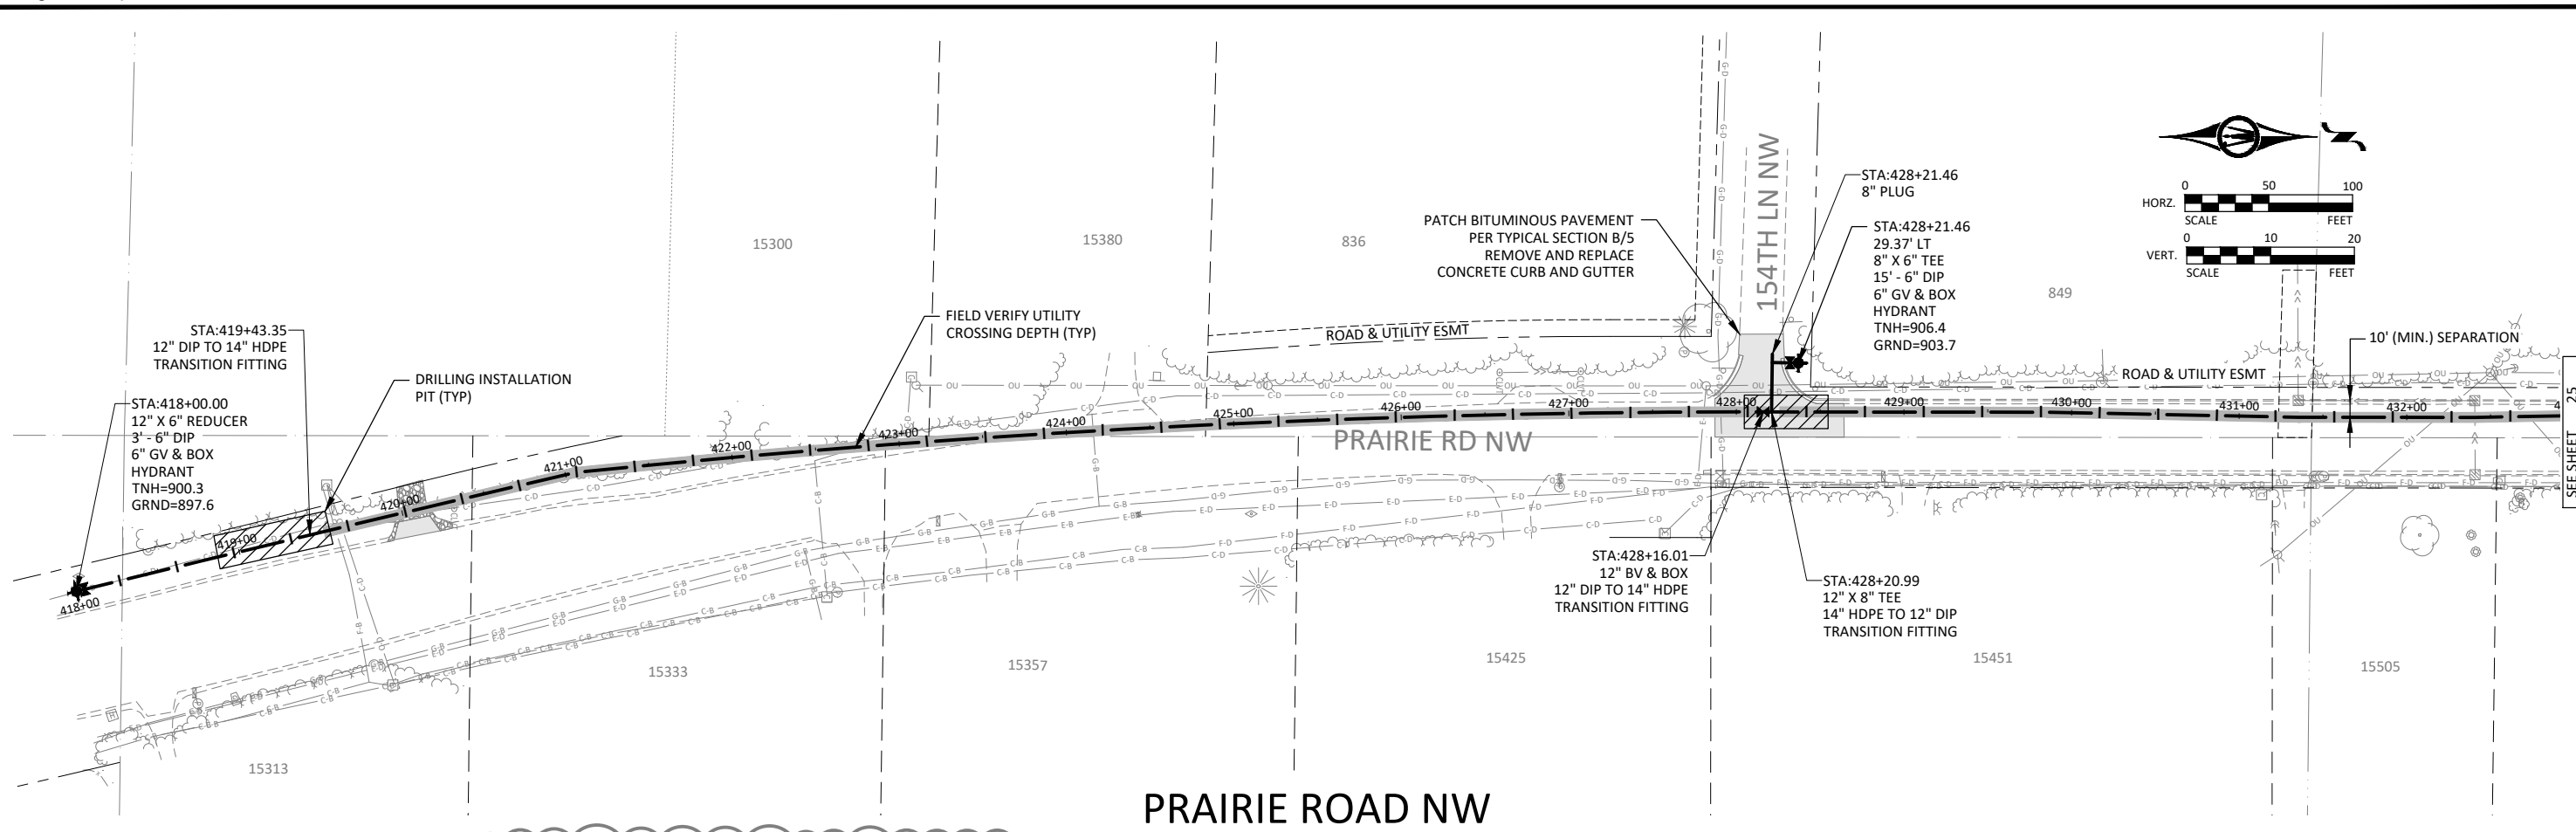 154TH LN NW
STA:428+21.46
8" PLUG
0 50 100
HORZ.
SCALE FEET
0 10 20
VERT.
SCALE FEET
PATCH BITUMINOUS PAVEMENT
PER TYPICAL SECTION B/5
REMOVE AND REPLACE
CONCRETE CURB AND GUTTER
STA:428+21.46
29.37' LT
8" X 6" TEE
15' - 6" DIP
6" GV & BOX
HYDRANT
TNH=906.4
GRND=903.7
15300
15380
836
849
STA:419+43.35
12" DIP TO 14" HDPE
TRANSITION FITTING
FIELD VERIFY UTILITY
CROSSING DEPTH (TYP)
ROAD & UTILITY ESMT
10' (MIN.) SEPARATION
ROAD & UTILITY ESMT
DRILLING INSTALLATION
PIT (TYP)
STA:418+00.00
12" X 6" REDUCER
3' - 6" DIP
6" GV & BOX
HYDRANT
TNH=900.3
GRND=897.6
418+00
419+00
420+00
421+00
422+00
423+00
424+00
425+00
426+00
427+00
428+00
429+00
430+00
431+00
432+00
SEE SHEET 25
PRAIRIE RD NW
STA:428+16.01
12" BV & BOX
12" DIP TO 14" HDPE
TRANSITION FITTING
STA:428+20.99
12" X 8" TEE
14" HDPE TO 12" DIP
TRANSITION FITTING
15313
15333
15357
15425
15451
15505
PRAIRIE ROAD NW